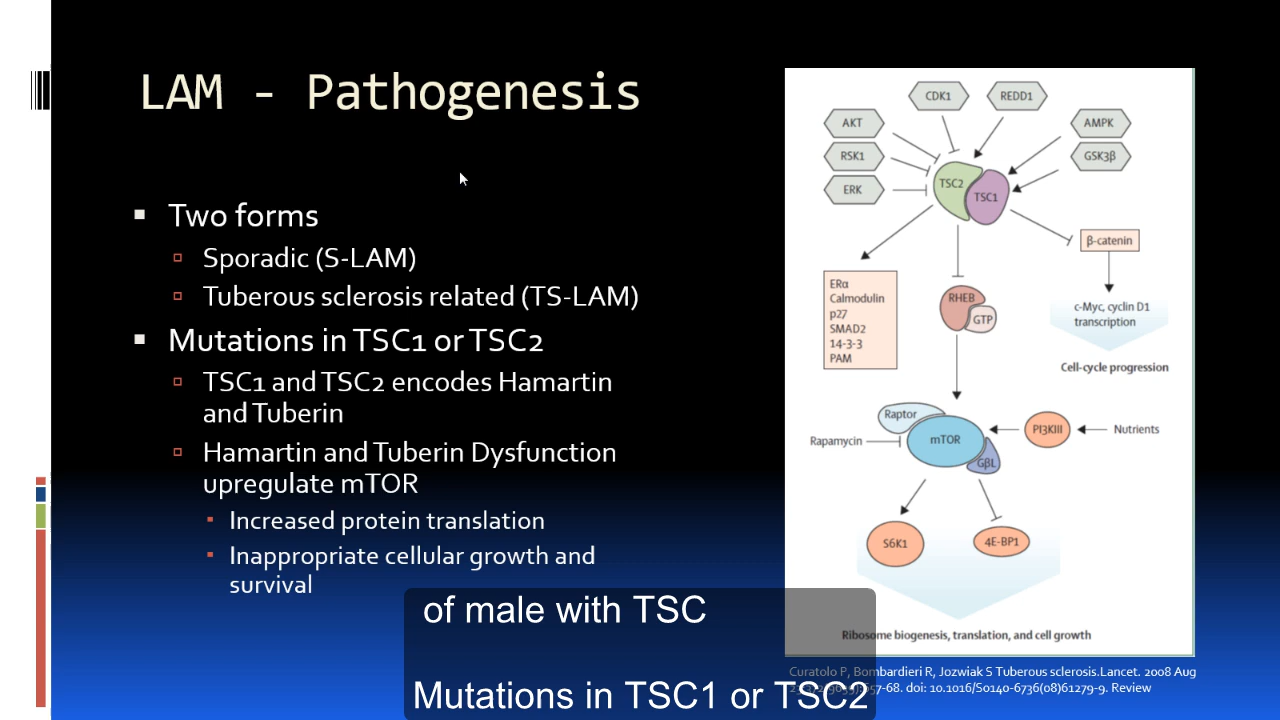 LAM - Pathogenesis
Two forms
Sporadic (S-LAM)
Tuberous sclerosis related (TS-LAM)
Mutations in TSC1 or TSC2
TSC1 and TSC2 encodes Hamartin
and Tuberin
Hamartin and Tuberin Dysfunction
upregulate mTOR
Increased protein translation
Inappropriate cellular growth and
survival
CDK1
REDD1
AKT
AMPK
RSK1
GSK3β
ERK
TSC2
TSC1
β-catenin
ERα
Calmodulin
p27
SMAD2
14-3-3
PAM
RHEB
GTP
c-Myc, cyclin D1
transcription
Cell-cycle progression
Raptor
Rapamycin
mTOR
PI3KIII
Nutrients
GβL
S6K1
4E-BP1
Ribosome biogenesis, translation, and cell growth
Curatolo P, Bombardieri R, Jozwiak S Tuberous sclerosis.Lancet. 2008 Aug
57-68. doi: 10.1016/S0140-6736(08)61279-9. Review
of male with TSC
Mutations in TSC1 or TSC2